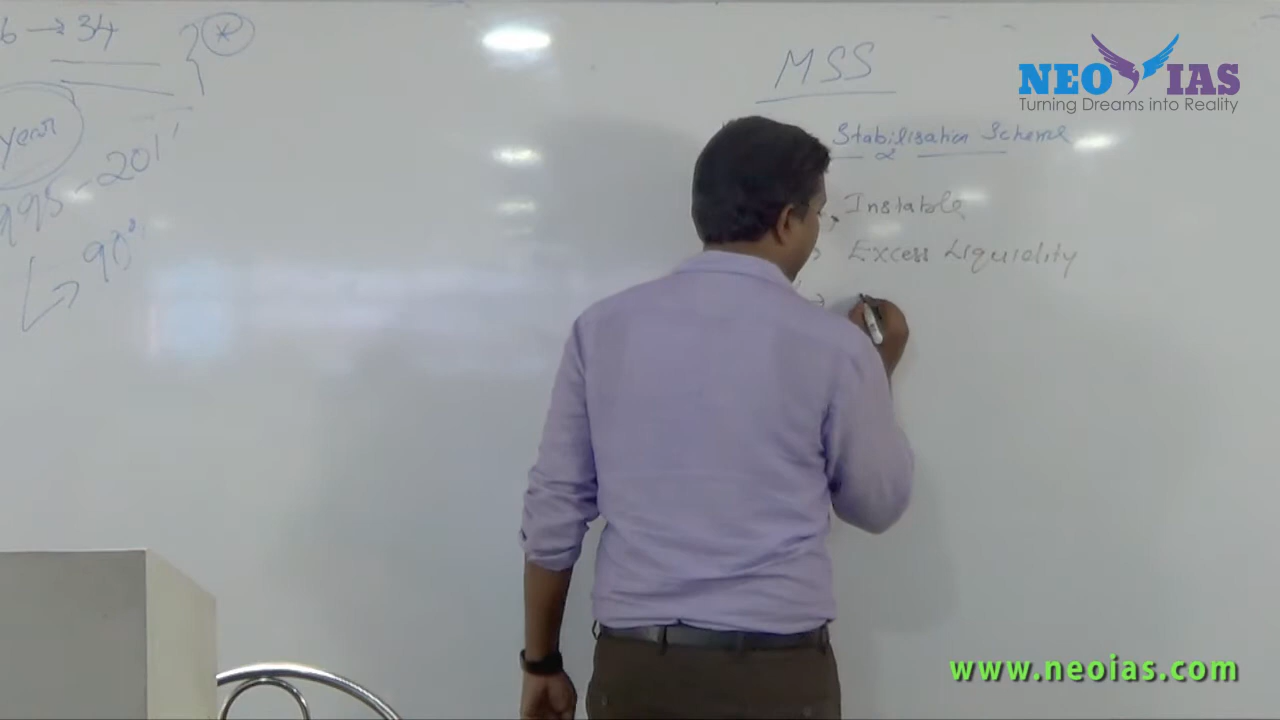 6 → 34
Year
995 - 201
90's
MSS
Stabilisation Scheme
Instable
Excess Liquidity
NEO IAS
Turning Dreams into Reality
www.neoias.com